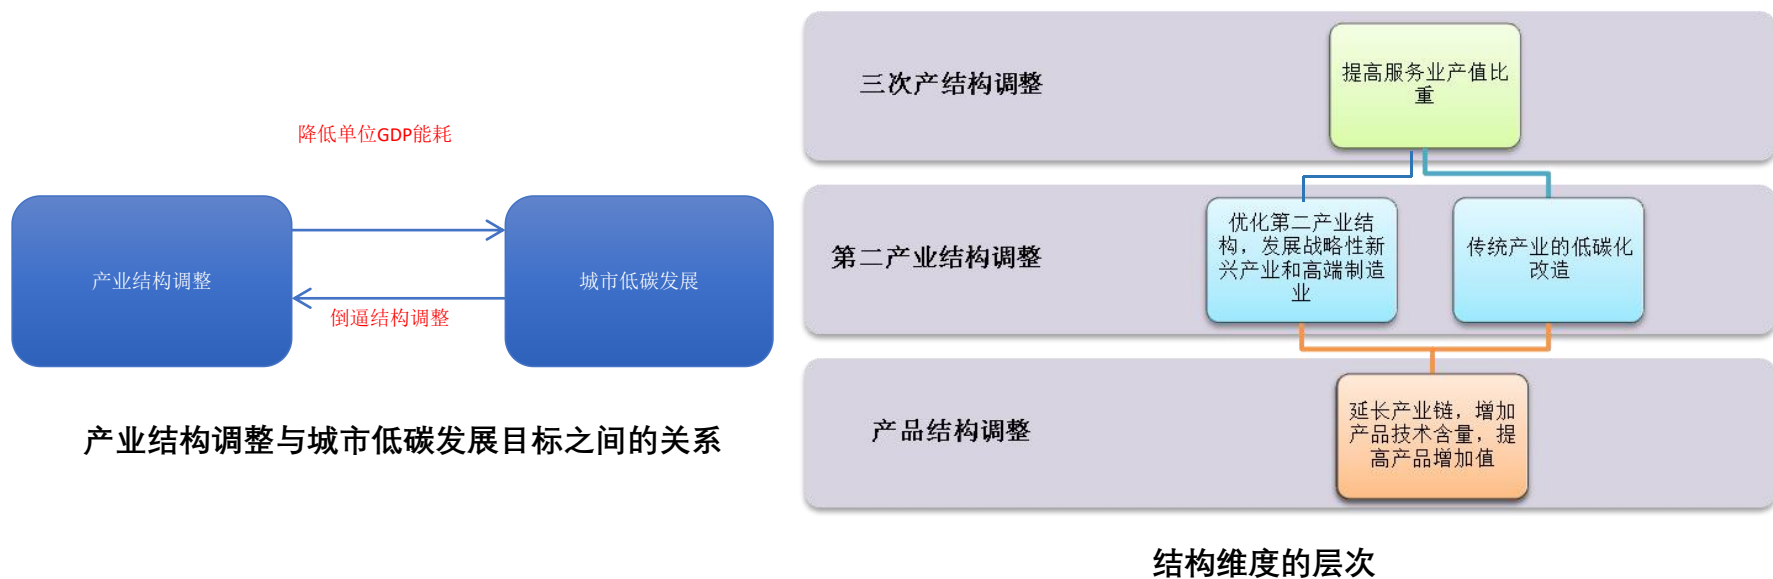 降低单位GDP能耗
产业结构调整
城市低碳发展
倒逼结构调整
产业结构调整与城市低碳发展目标之间的关系
三次产结构调整
提高服务业产值比
重
第二产业结构调整
优化第二产业结
构，发展战略性新
兴产业和高端制造
业
传统产业的低碳化
改造
产品结构调整
延长产业链，增加
产品技术含量，提
高产品增加值
结构维度的层次